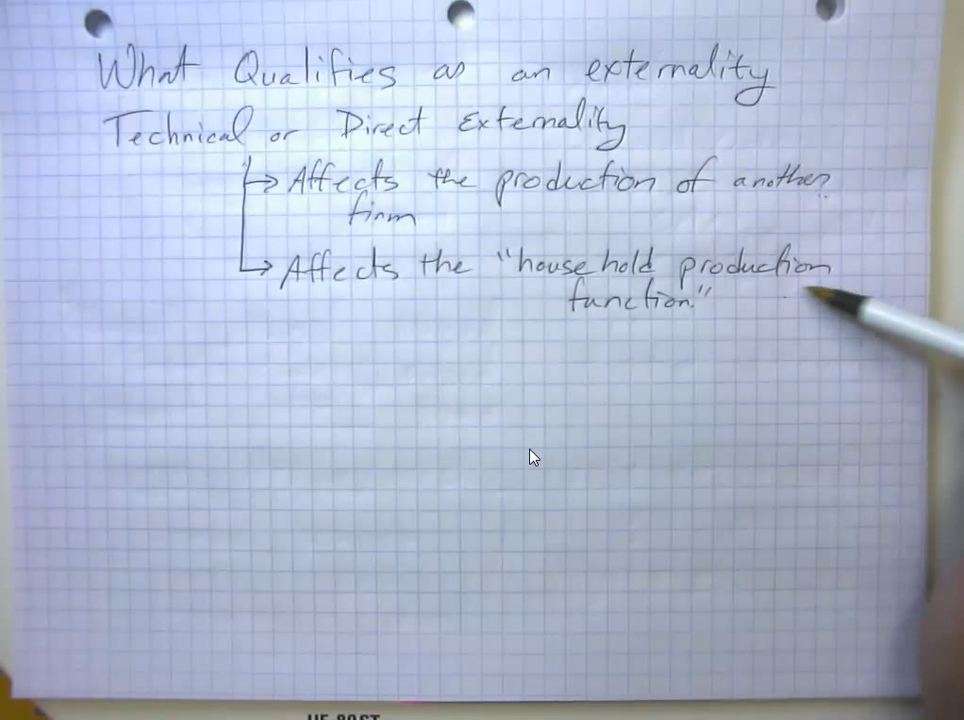 What Qualifies as an externality
Technical or Direct Externality
Affects the production of another
firm
Affects the "household production
function"